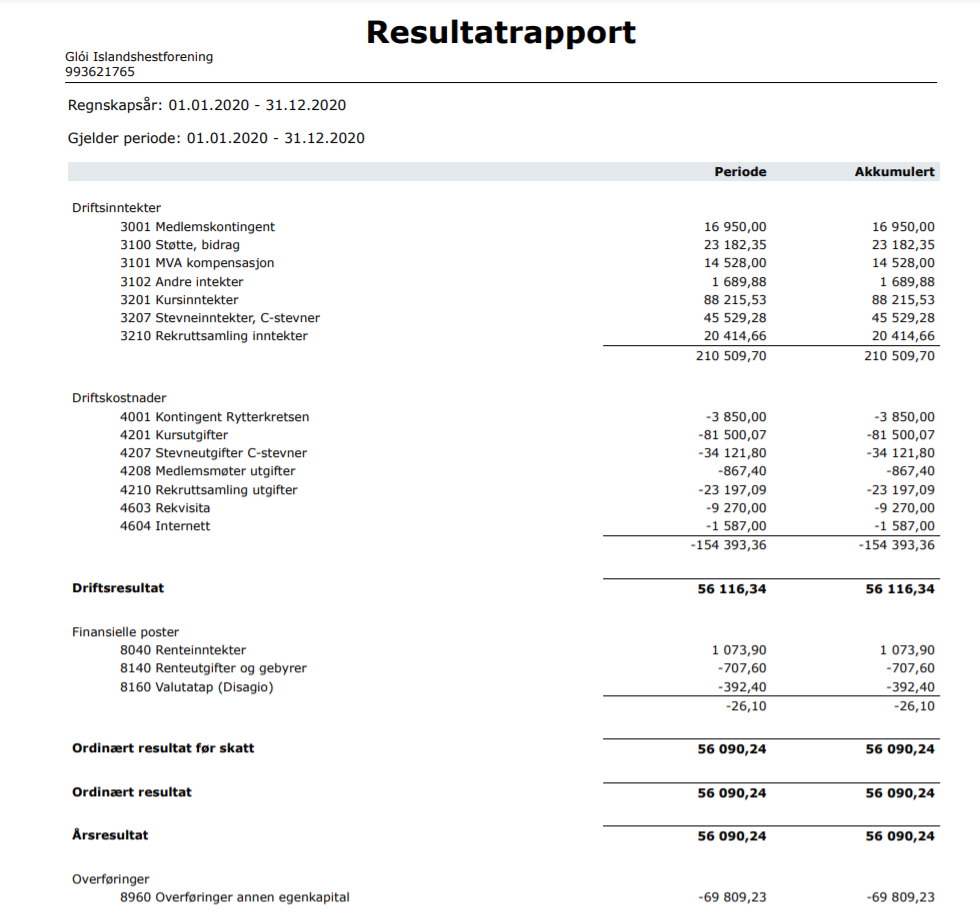 Resultatrapport
Glói Islandshestforening
993621765
Regnskapsår: 01.01.2020 - 31.12.2020
Gjelder periode: 01.01.2020 - 31.12.2020
Periode Akkumulert
Driftsinntekter
3001 Medlemskontingent 16 950,00 16 950,00
3100 Støtte, bidrag 23 182,35 23 182,35
3101 MVA kompensasjon 14 528,00 14 528,00
3102 Andre intekter 1 689,88 1 689,88
3201 Kursinntekter 88 215,53 88 215,53
3207 Stevneinntekter, C-stevner 45 529,28 45 529,28
3210 Rekruttsamling inntekter 20 414,66 20 414,66
210 509,70 210 509,70
Driftskostnader
4001 Kontingent Rytterkretsen -3 850,00 -3 850,00
4201 Kursutgifter -81 500,07 -81 500,07
4207 Stevneutgifter C-stevner -34 121,80 -34 121,80
4208 Medlemsmøter utgifter -867,40 -867,40
4210 Rekruttsamling utgifter -23 197,09 -23 197,09
4603 Rekvisita -9 270,00 -9 270,00
4604 Internett -1 587,00 -1 587,00
-154 393,36 -154 393,36
Driftsresultat 56 116,34 56 116,34
Finansielle poster
8040 Renteinntekter 1 073,90 1 073,90
8140 Renteutgifter og gebyrer -707,60 -707,60
8160 Valutatap (Disagio) -392,40 -392,40
-26,10 -26,10
Ordinært resultat før skatt 56 090,24 56 090,24
Ordinært resultat 56 090,24 56 090,24
Årsresultat 56 090,24 56 090,24
Overføringer
8960 Overføringer annen egenkapital -69 809,23 -69 809,23